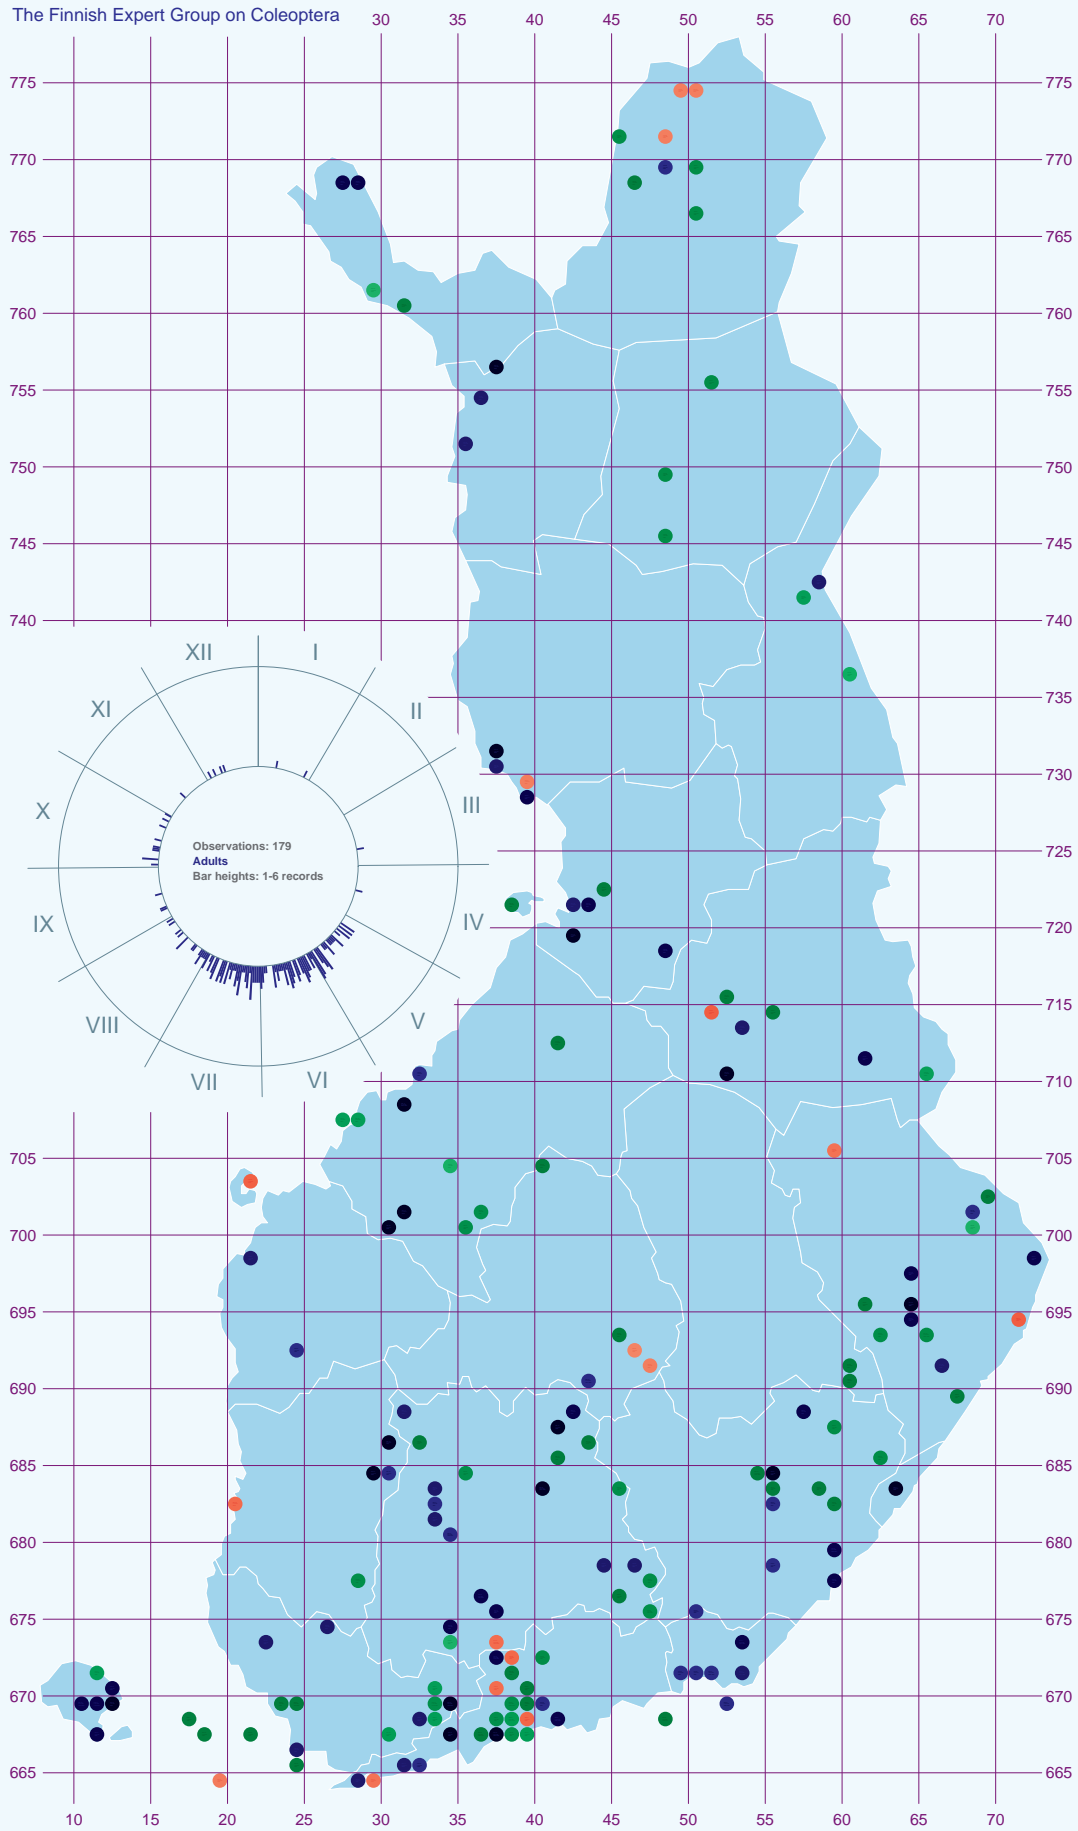 The Finnish Expert Group on Coleoptera
30 40 45 50 55 60 65 70
775 775
770 770
765 765
760 760
755 755
750 750
745 745
740 740
XII I
XI II
735
730
X III
Observations: 179
Adults
Bar heights: 1-6 records
725
IX IV
720
715
VIII V
VII VI
710
705 705
700 700
695 695
690 690
685 685
680 680
675 675
670 670
665 665
10 15 20 25 30 35 40 45 50 55 60 65 70